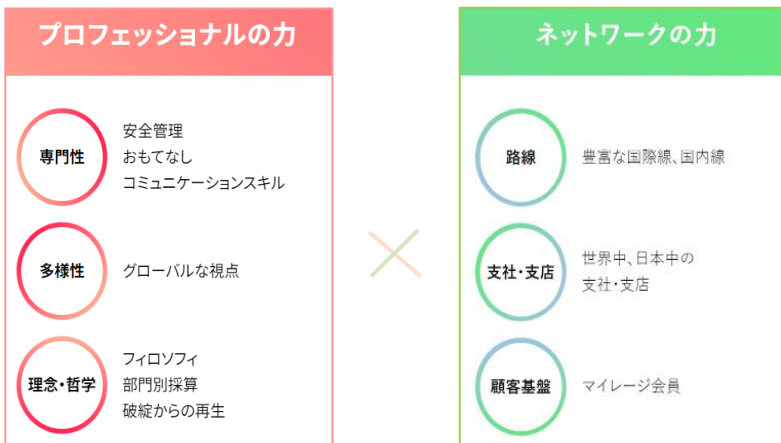 プロフェッショナルの力
専門性
安全管理
おもてなし
コミュニケーションスキル
多様性
グローバルな視点
理念・哲学
フィロソフィ
部門別採算
破綻からの再生
ネットワークの力
路線
豊富な国際線、国内線
支社・支店
世界中、日本中の
支社・支店
顧客基盤
マイレージ会員